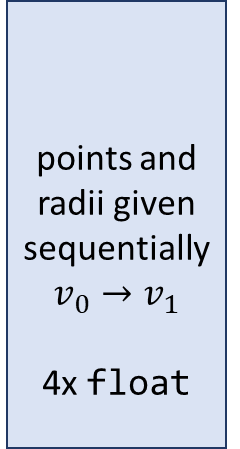 points and
radii given
sequentially
𝑣₀ → 𝑣₁
4x float